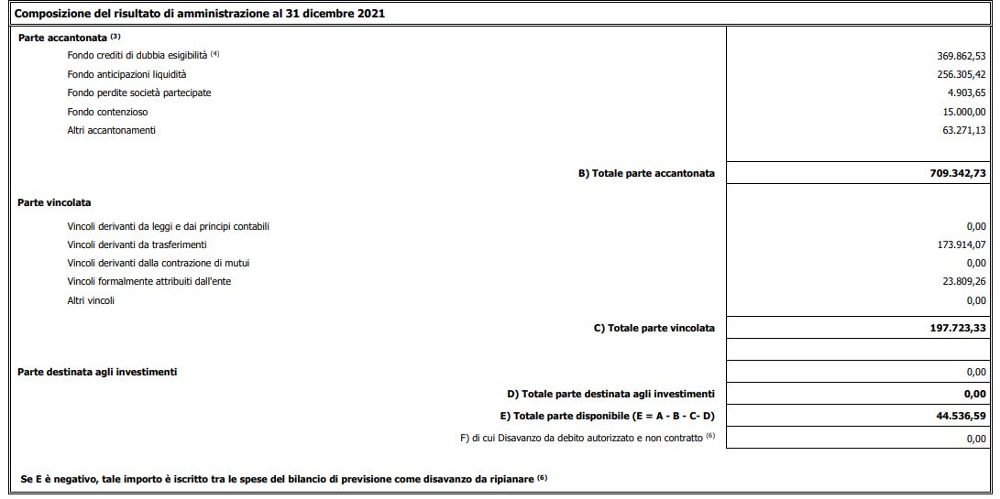 Composizione del risultato di amministrazione al 31 dicembre 2021
Parte accantonata (3)
Fondo crediti di dubbia esigibilità (4) 369.862,53
Fondo anticipazioni liquidità 256.305,42
Fondo perdite società partecipate 4.903,65
Fondo contenzioso 15.000,00
Altri accantonamenti 63.271,13
B) Totale parte accantonata 709.342,73
Parte vincolata
Vincoli derivanti da leggi e dai principi contabili 0,00
Vincoli derivanti da trasferimenti 173.914,07
Vincoli derivanti dalla contrazione di mutui 0,00
Vincoli formalmente attribuiti dall'ente 23.809,26
Altri vincoli 0,00
C) Totale parte vincolata 197.723,33
Parte destinata agli investimenti 0,00
D) Totale parte destinata agli investimenti 0,00
E) Totale parte disponibile (E = A - B - C- D) 44.536,59
F) di cui Disavanzo da debito autorizzato e non contratto (6) 0,00
Se E è negativo, tale importo è iscritto tra le spese del bilancio di previsione come disavanzo da ripianare (6)